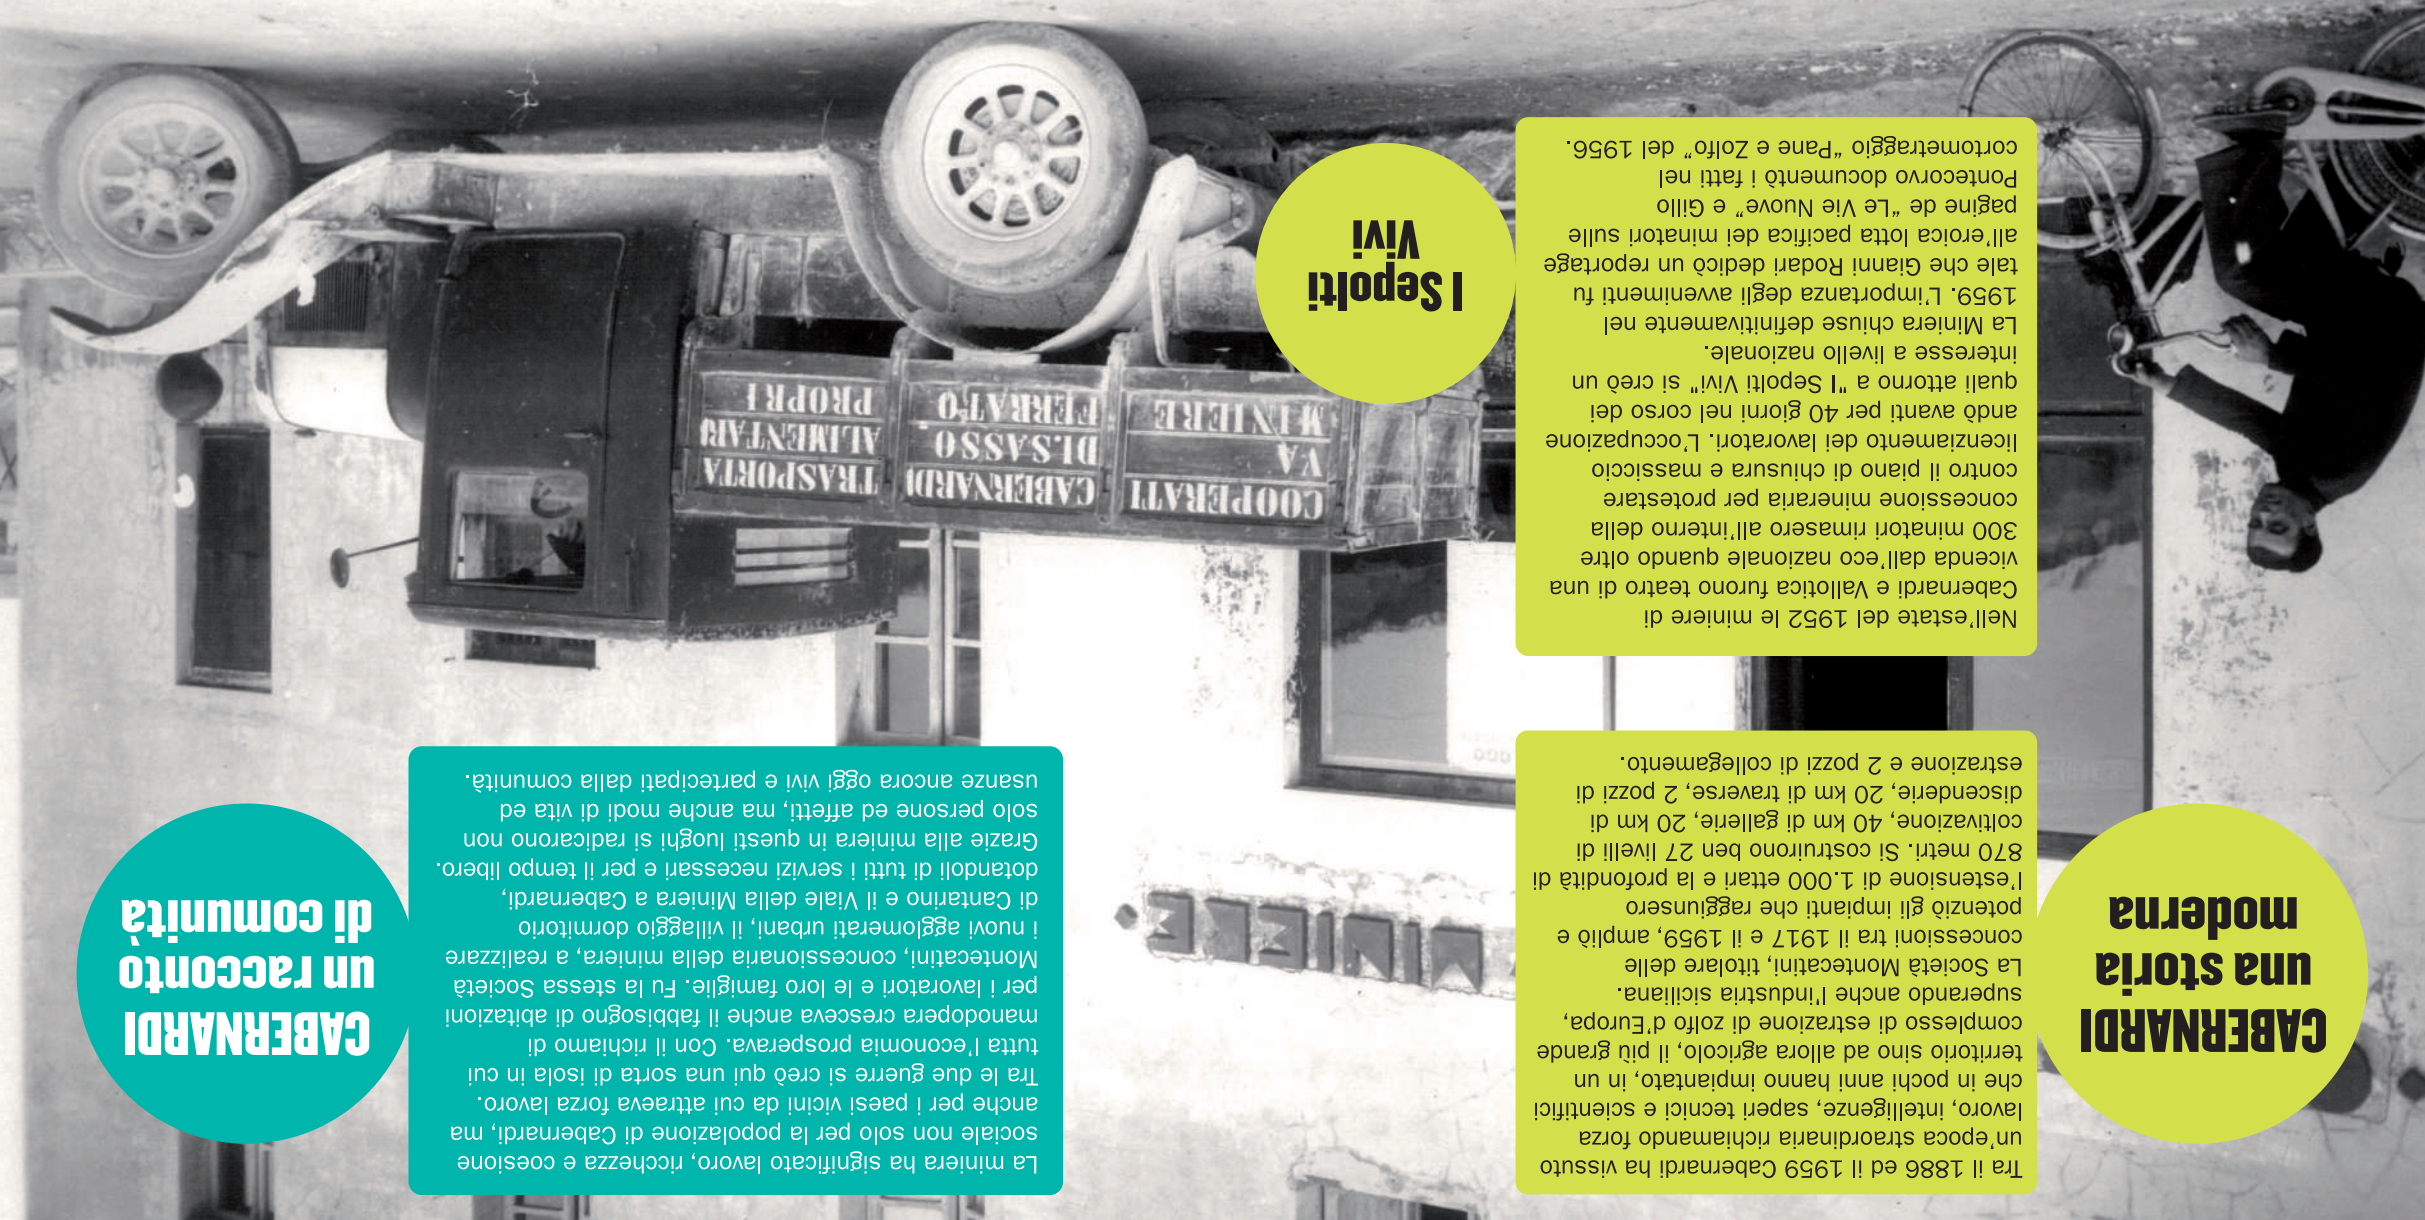 CABERNARDI
una storia
moderna
Tra il 1886 ed il 1959 Cabernardi ha vissuto
un'epoca straordinaria richiamando forza
lavoro, intelligenze, saperi tecnici e scientifici
che in pochi anni hanno impiantato, in un
territorio sino ad allora agricolo, il più grande
complesso di estrazione di zolfo d'Europa,
superando anche l'industria siciliana.
La Società Montecatini, titolare delle
concessioni tra il 1917 e il 1959, ampliò e
potenziò gli impianti che raggiunsero
l'estensione di 1.000 ettari e la profondità di
870 metri. Si costruirono ben 27 livelli di
coltivazione, 40 km di gallerie, 20 km di
discenderie, 20 km di traverse, 2 pozzi di
estrazione e 2 pozzi di collegamento.
CABERNARDI
un racconto
di comunità
La miniera ha significato lavoro, ricchezza e coesione
sociale non solo per la popolazione di Cabernardi, ma
anche per i paesi vicini da cui attraeva forza lavoro.
Tra le due guerre si creò qui una sorta di isola in cui
tutta l'economia prosperava. Con il richiamo di
manodopera cresceva anche il fabbisogno di abitazioni
per i lavoratori e le loro famiglie. Fu la stessa Società
Montecatini, concessionaria della miniera, a realizzare
i nuovi agglomerati urbani, il villaggio dormitorio
di Cantarino e il Viale della Miniera a Cabernardi,
dotandoli di tutti i servizi necessari e per il tempo libero.
Grazie alla miniera in questi luoghi si radicarono non
solo persone ed affetti, ma anche modi di vita ed
usanze ancora oggi vivi e partecipati dalla comunità.
I Sepolti
Vivi
Nell'estate del 1952 le miniere di
Cabernardi e Vallotica furono teatro di una
vicenda dall'eco nazionale quando oltre
300 minatori rimasero all'interno della
concessione mineraria per protestare
contro il piano di chiusura e massiccio
licenziamento dei lavoratori. L'occupazione
andò avanti per 40 giorni nel corso dei
quali attorno a "I Sepolti Vivi" si creò un
interesse a livello nazionale.
La Miniera chiuse definitivamente nel
1959. L'importanza degli avvenimenti fu
tale che Gianni Rodari dedicò un reportage
all'eroica lotta pacifica dei minatori sulle
pagine de "Le Vie Nuove" e Gillo
Pontecorvo documentò i fatti nel
cortometraggio "Pane e Zolfo" del 1956.
MINIERE
COOPERATI
VA
MINIERE
CABERNARDI
DI.SASSO
FERRATO
TRASPORTA
ALIMENTARI
PROPRI